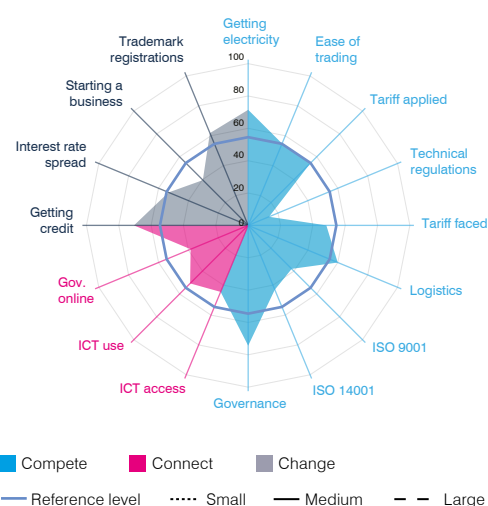 Getting
electricity
Trademark
registrations
Ease of
trading
Starting a
business
Tariff applied
Interest rate
spread
Technical
regulations
Getting
credit
Tariff faced
Gov.
online
Logistics
ICT use
ISO 9001
ICT access
ISO 14001
Governance
100
80
60
40
20
0
Compete
Connect
Change
Reference level
Small
Medium
Large